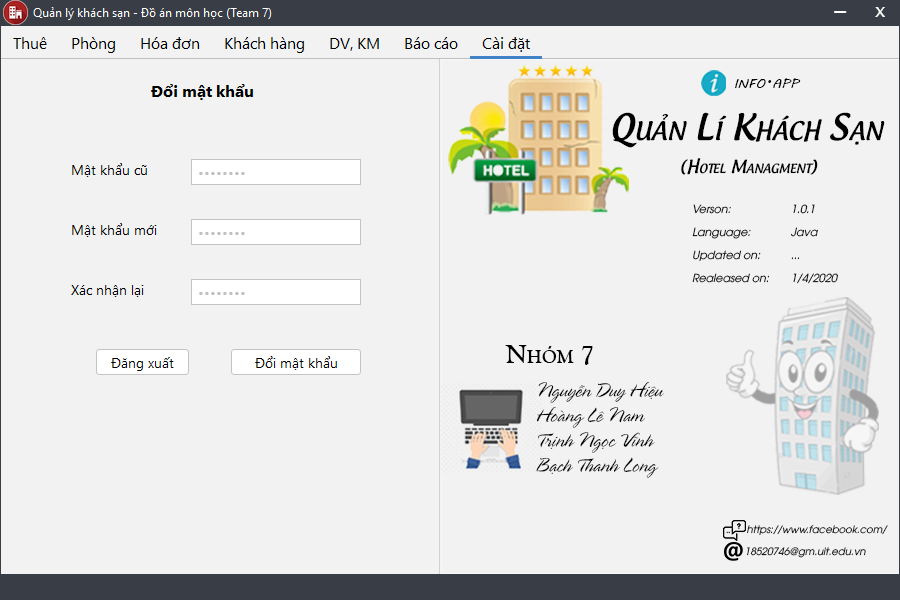 Quản lý khách sạn - Đồ án môn học (Team 7)
Thuê Phòng Hóa đơn Khách hàng DV, KM Báo cáo Cài đặt
Đổi mật khẩu
Mật khẩu cũ
Mật khẩu mới
Xác nhận lại
Đăng xuất Đổi mật khẩu
HOTEL
i INFO*APP
Quản Lí Khách Sạn
(Hotel Managment)
Verson: 1.0.1
Language: Java
Updated on: ...
Realeased on: 1/4/2020
Nhóm 7
Nguyễn Duy Hiệu
Hoàng Lê Nam
Trịnh Ngọc Vĩnh
Bạch Thanh Long
https://www.facebook.com/
@ 18520746@gm.uit.edu.vn